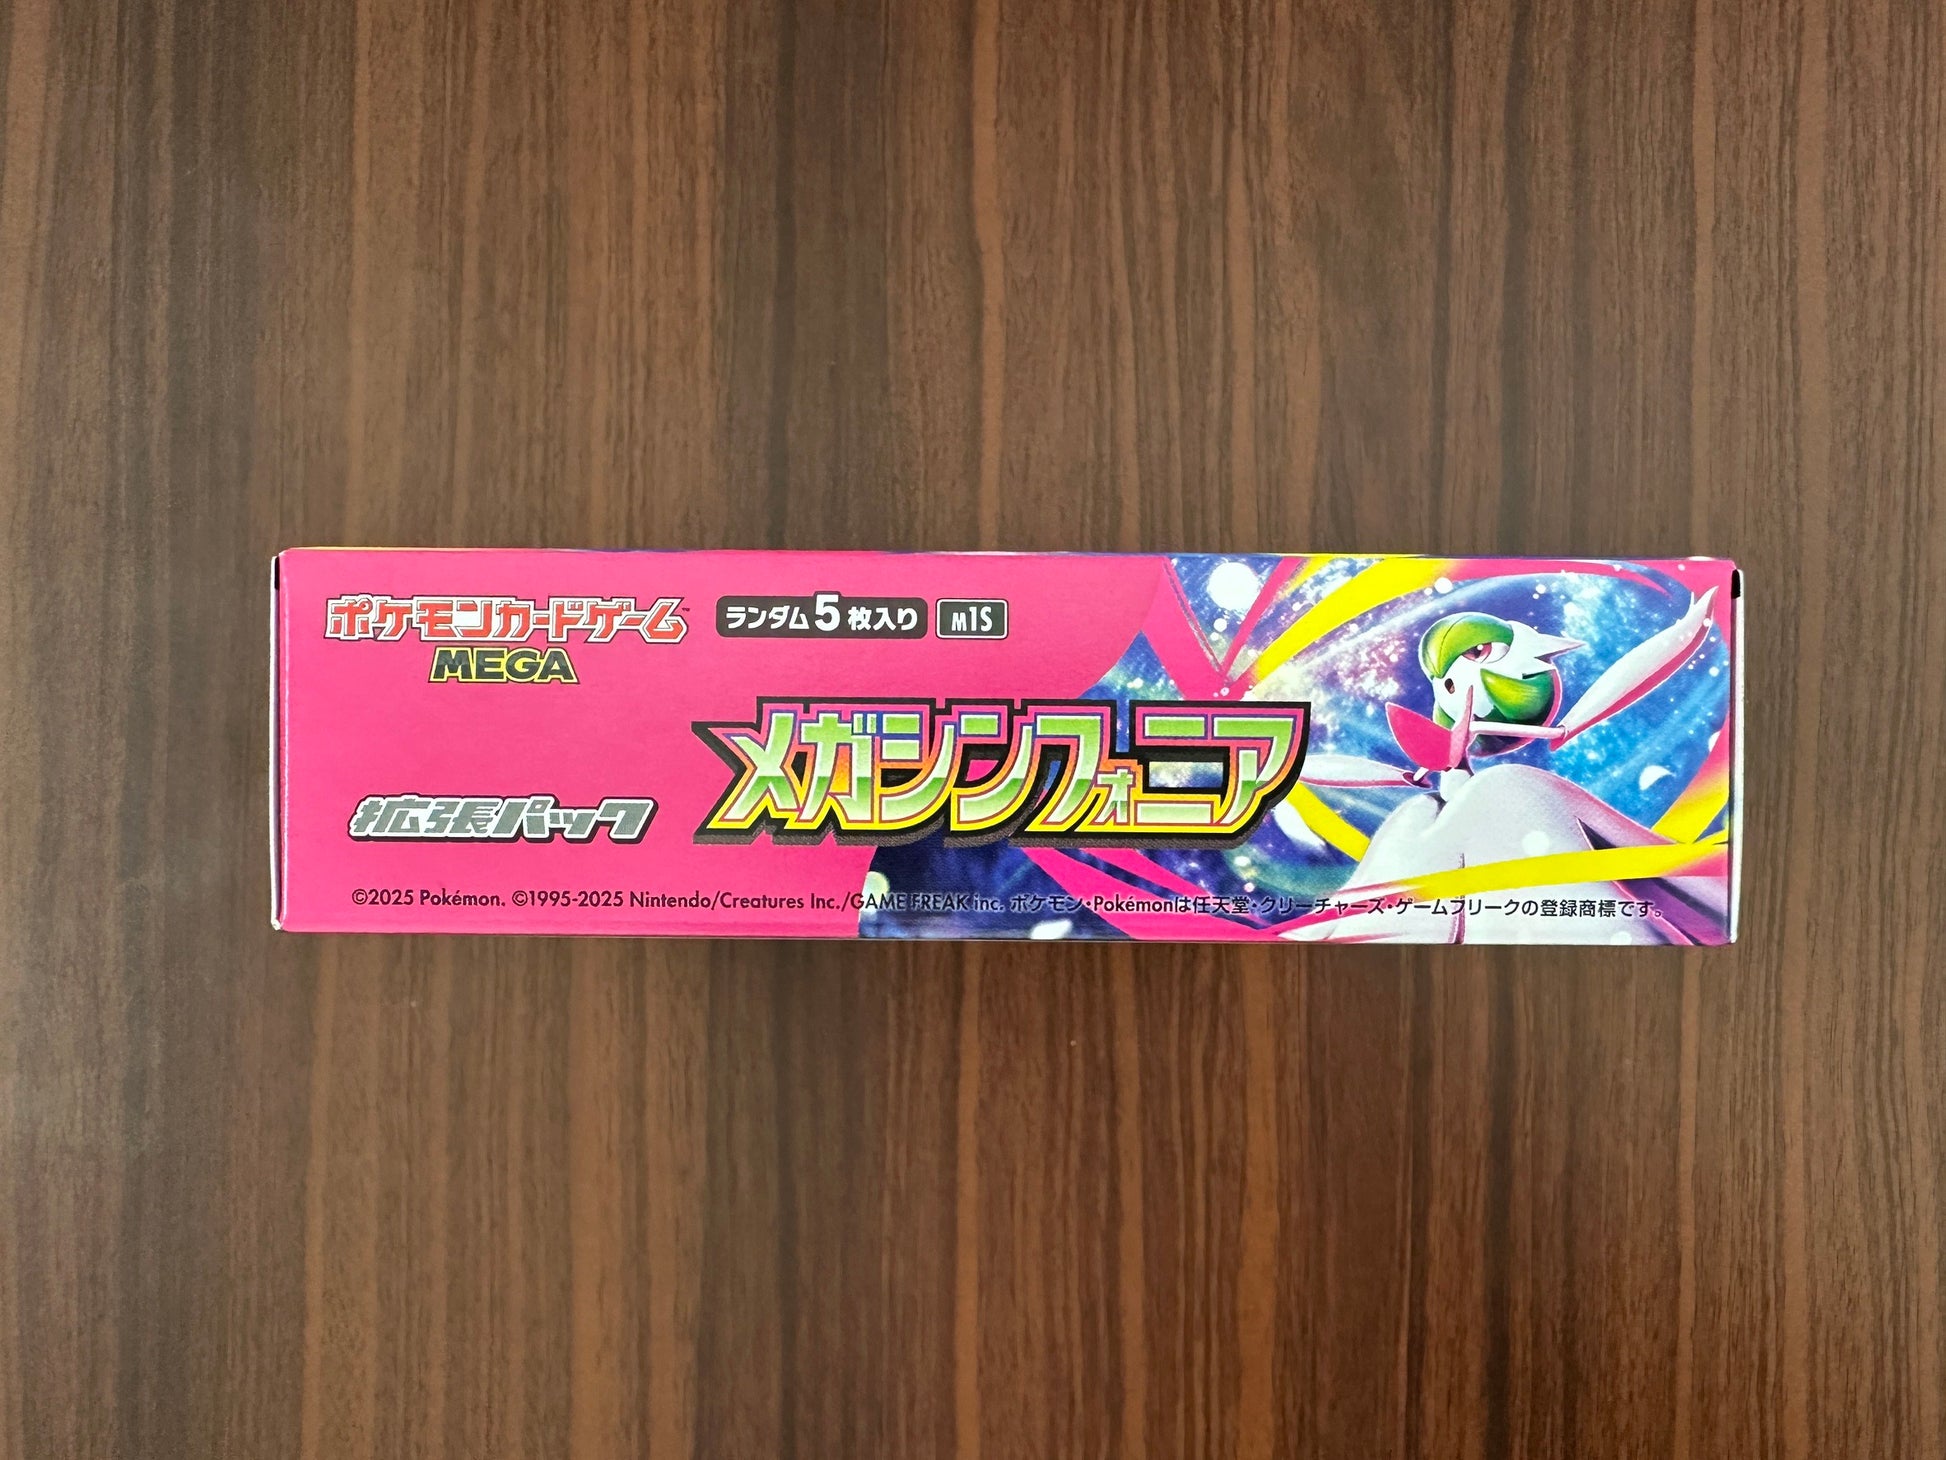 ポケモンカードゲーム™
MEGA
ランダム5枚入り
M1S
拡張パック
メガシンフォニア
©2025 Pokémon. ©1995-2025 Nintendo/Creatures Inc./GAME FREAK inc. ポケモン・Pokémonは任天堂・クリーチャーズ・ゲームフリークの登録商標です。